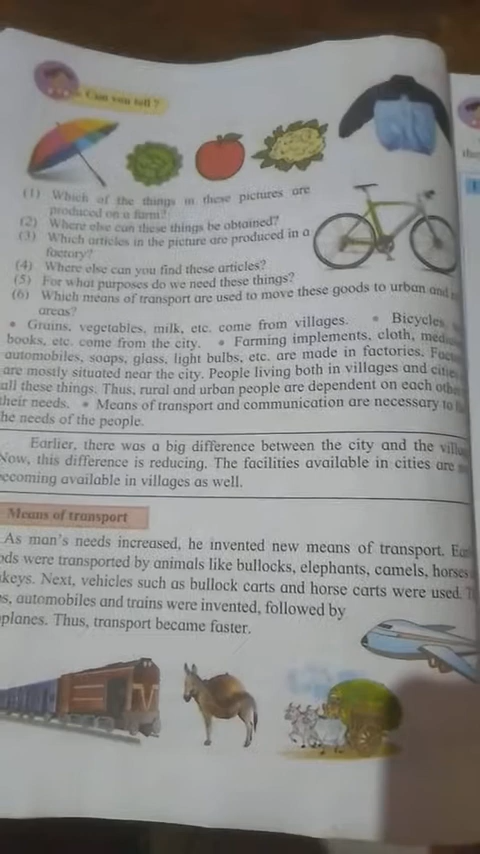 Can you tell ?
(1) Which of the things in these pictures are
produced on a farm?
(2) Where else can these things be obtained?
(3) Which articles in the picture are produced in a
factory?
(4) Where else can you find these articles?
(5) For what purposes do we need these things?
(6) Which means of transport are used to move these goods to urban and
areas?
• Grains, vegetables, milk, etc. come from villages. • Bicycles
books, etc. come from the city. • Farming implements, cloth,
automobiles, soaps, glass, light bulbs, etc. are made in factories.
are mostly situated near the city. People living both in villages and
all these things. Thus, rural and urban people are dependent on each
their needs. • Means of transport and communication are necessary to
the needs of the people.
Earlier, there was a big difference between the city and the
Now, this difference is reducing. The facilities available in cities are
becoming available in villages as well.
Means of transport
As man's needs increased, he invented new means of transport.
were transported by animals like bullocks, elephants, camels, horses
Next, vehicles such as bullock carts and horse carts were used.
automobiles and trains were invented, followed by
planes. Thus, transport became faster.